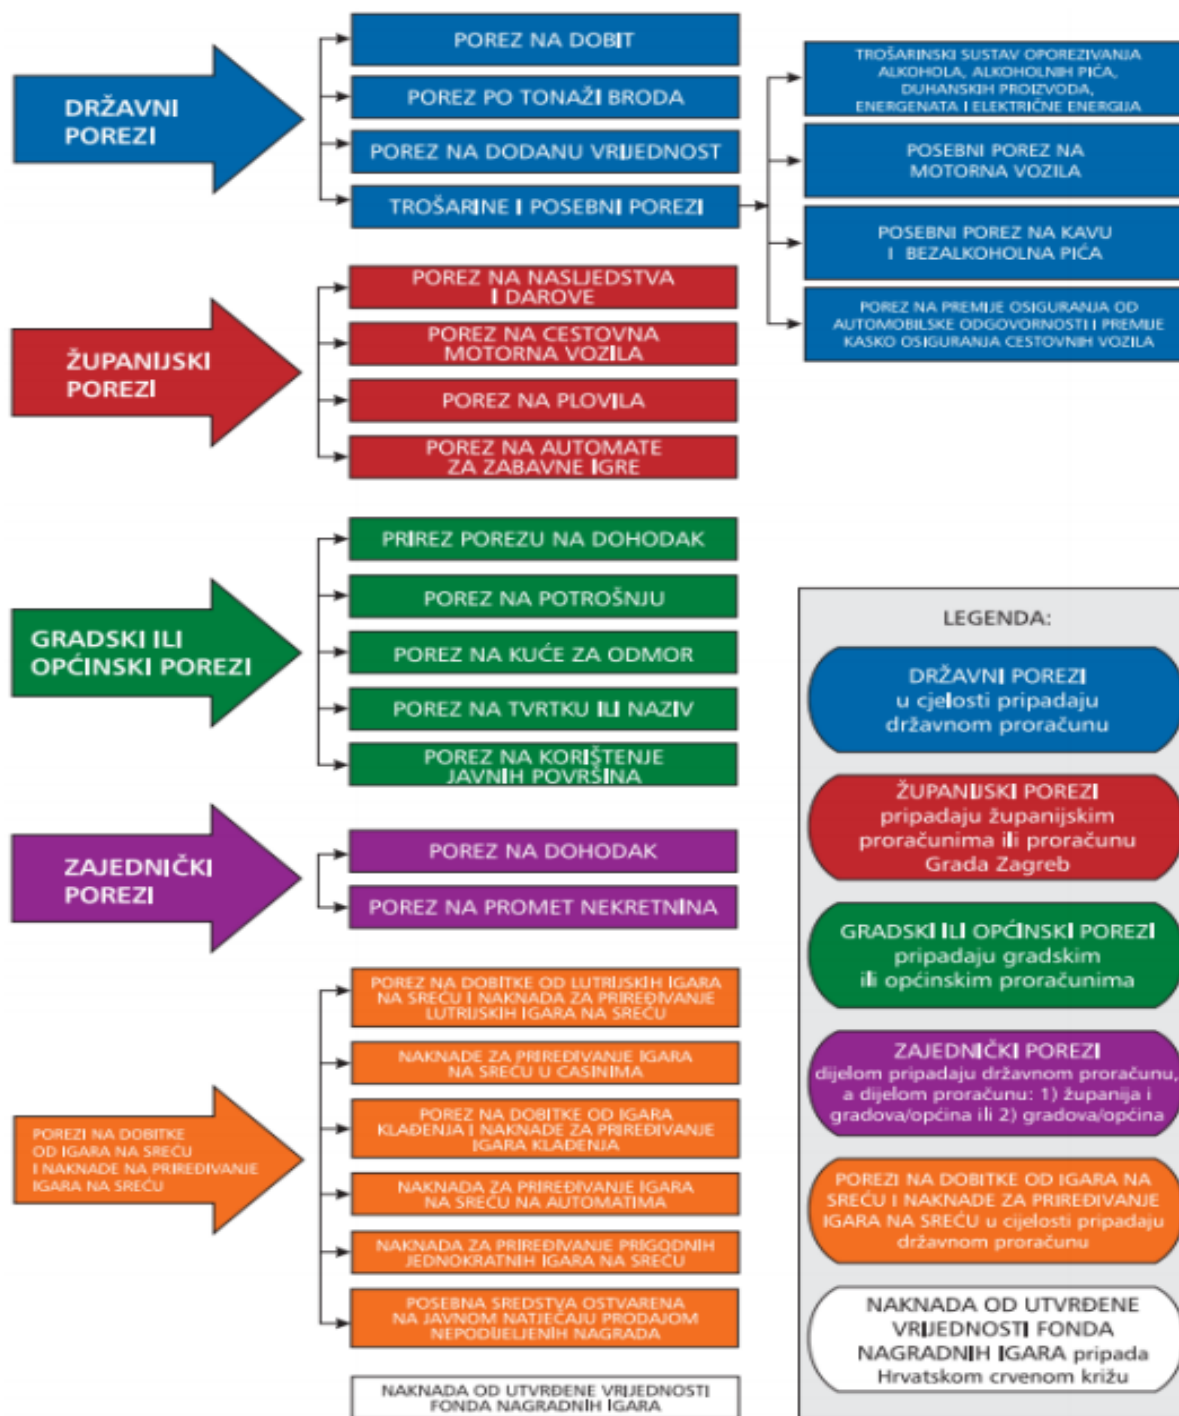 DRŽAVNI
POREZI
POREZ NA DOBIT
POREZ PO TONAŽI BRODA
POREZ NA DODANU VRIJEDNOST
TROŠARINE I POSEBNI POREZI
TROŠARINSKI SUSTAV OPOREZIVANJA
ALKOHOLA, ALKOHOLNIH PIĆA,
DUHANSKIH PROIZVODA,
ENERGENATA I ELEKTRIČNE ENERGIJA
POSEBNI POREZ NA
MOTORNA VOZILA
POSEBNI POREZ NA KAVU
I BEZALKOHOLNA PIĆA
POREZ NA PREMIJE OSIGURANJA OD
AUTOMOBILSKE ODGOVORNOSTI I PREMIJE
KASKO OSIGURANJA CESTOVNIH VOZILA
ŽUPANIJSKI
POREZI
POREZ NA NASLJEDSTVA
I DAROVE
POREZ NA CESTOVNA
MOTORNA VOZILA
POREZ NA PLOVILA
POREZ NA AUTOMATE
ZA ZABAVNE IGRE
GRADSKI ILI
OPĆINSKI POREZI
PRIREZ POREZU NA DOHODAK
POREZ NA POTROŠNJU
POREZ NA KUĆE ZA ODMOR
POREZ NA TVRTKU ILI NAZIV
POREZ NA KORIŠTENJE
JAVNIH POVRŠINA
ZAJEDNIČKI
POREZI
POREZ NA DOHODAK
POREZ NA PROMET NEKRETNINA
POREZI NA DOBITKE
OD IGARA NA SREĆU
I NAKNADE NA PRIREĐIVANJE
IGARA NA SREĆU
POREZ NA DOBITKE OD LUTRIJSKIH IGARA
NA SREĆU I NAKNADA ZA PRIREĐIVANJE
LUTRIJSKIH IGARA NA SREĆU
NAKNADE ZA PRIREĐIVANJE IGARA
NA SREĆU U CASINIMA
POREZ NA DOBITKE OD IGARA
KLAĐENJA I NAKNADE ZA PRIREĐIVANJE
IGARA KLAĐENJA
NAKNADA ZA PRIREĐIVANJE IGARA
NA SREĆU NA AUTOMATIMA
NAKNADA ZA PRIREĐIVANJE PRIGODNIH
JEDNOKRATNIH IGARA NA SREĆU
POSEBNA SREDSTVA OSTVARENA
NA JAVNOM NATJEČAJU PRODAJOM
NEPODIJELJENIH NAGRADA
NAKNADA OD UTVRĐENE VRIJEDNOSTI
FONDA NAGRADNIH IGARA
LEGENDA:
DRŽAVNI POREZI
u cjelosti pripadaju
državnom proračunu
ŽUPANIJSKI POREZI
pripadaju županijskim
proračunima ili proračunu
Grada Zagreb
GRADSKI ILI OPĆINSKI POREZI
pripadaju gradskim
ili općinskim proračunima
ZAJEDNIČKI POREZI
dijelom pripadaju državnom proračunu,
a dijelom proračunu: 1) županija i
gradova/općina ili 2) gradova/općina
POREZI NA DOBITKE OD IGARA NA
SREĆU I NAKNADE ZA PRIREĐIVANJE
IGARA NA SREĆU u cijelosti pripadaju
državnom proračunu
NAKNADA OD UTVRĐENE
VRIJEDNOSTI FONDA
NAGRADNIH IGARA pripada
Hrvatskom crvenom križu